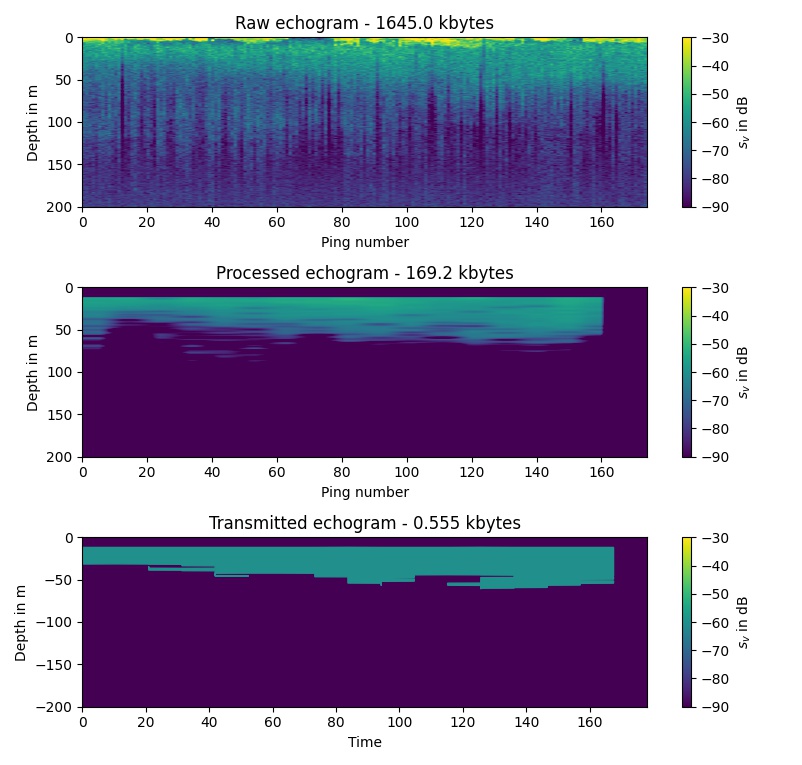 Raw echogram - 1645.0 kbytes
0
50
100
150
200
Depth in m
0 20 40 60 80 100 120 140 160
Ping number
−30
−40
−50
−60
−70
−80
−90
sᵥ in dB
Processed echogram - 169.2 kbytes
0
50
100
150
200
Depth in m
0 20 40 60 80 100 120 140 160
Ping number
−30
−40
−50
−60
−70
−80
−90
sᵥ in dB
Transmitted echogram - 0.555 kbytes
0
−50
−100
−150
−200
Depth in m
0 20 40 60 80 100 120 140 160
Time
−30
−40
−50
−60
−70
−80
−90
sᵥ in dB